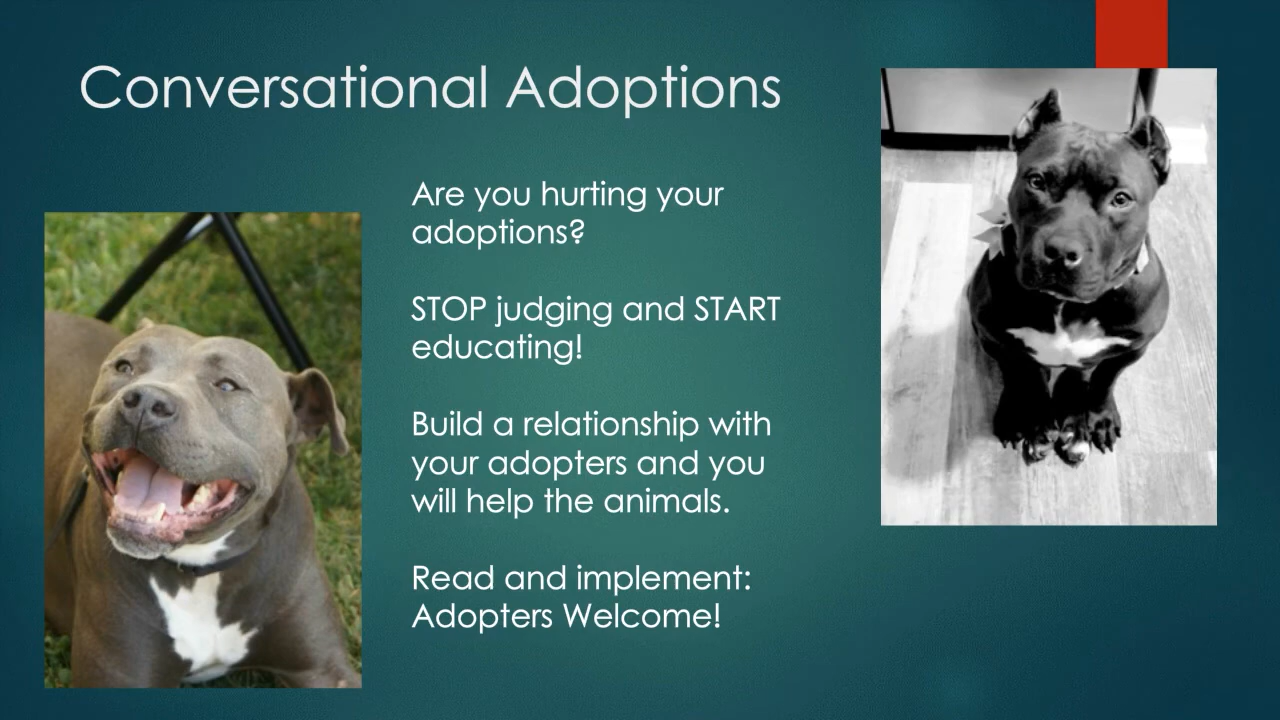 Conversational Adoptions
Are you hurting your
adoptions?
STOP judging and START
educating!
Build a relationship with
your adopters and you
will help the animals.
Read and implement:
Adopters Welcome!